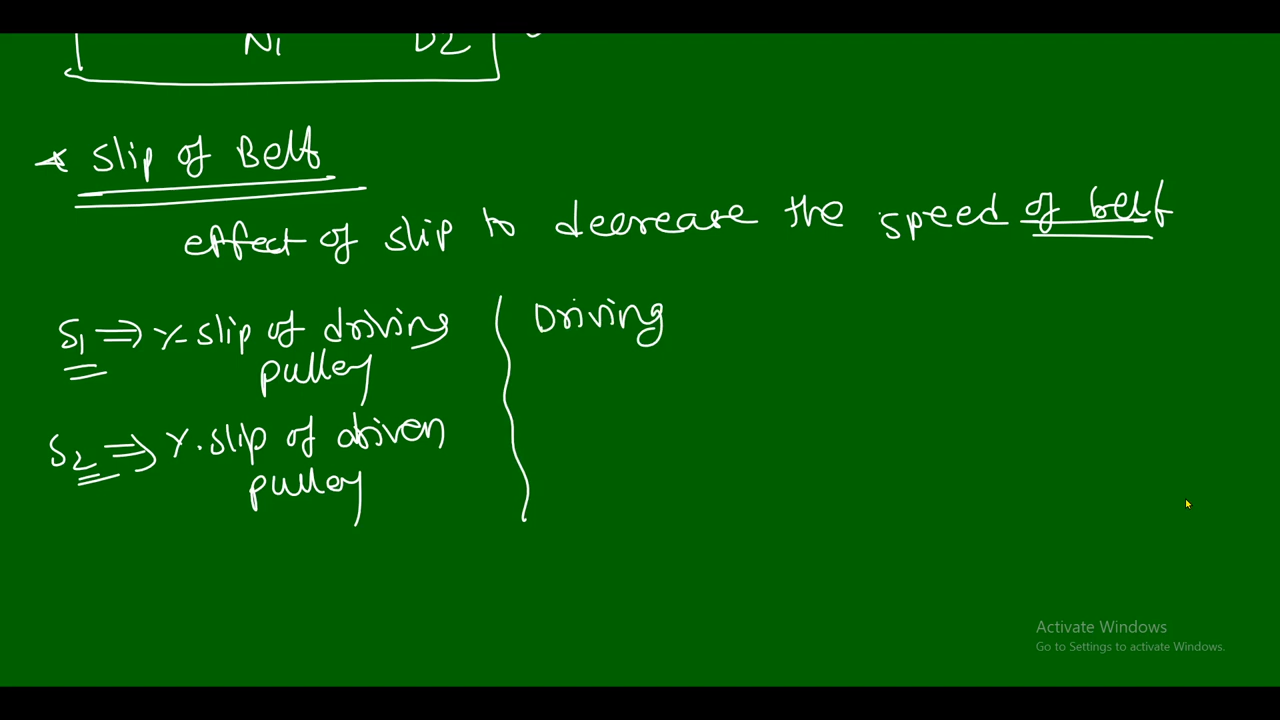 N1 D2
* Slip of Belt
effect of slip to decrease the speed of belt
S1 ⇒ %.slip of driving
pulley
S2 ⇒ %.slip of driven
pulley
Driving
Activate Windows
Go to Settings to activate Windows.